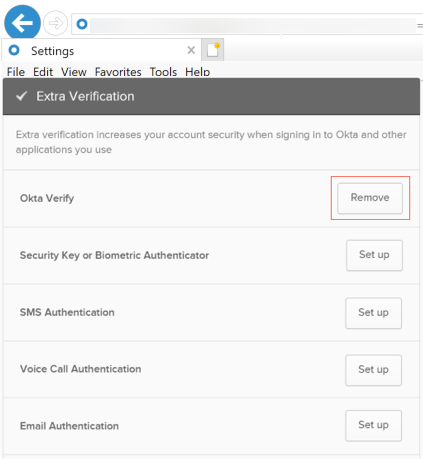 Settings
File Edit View Favorites Tools Help
Extra Verification
Extra verification increases your account security when signing in to Okta and other
applications you use
Okta Verify
Remove
Security Key or Biometric Authenticator
Set up
SMS Authentication
Set up
Voice Call Authentication
Set up
Email Authentication
Set up